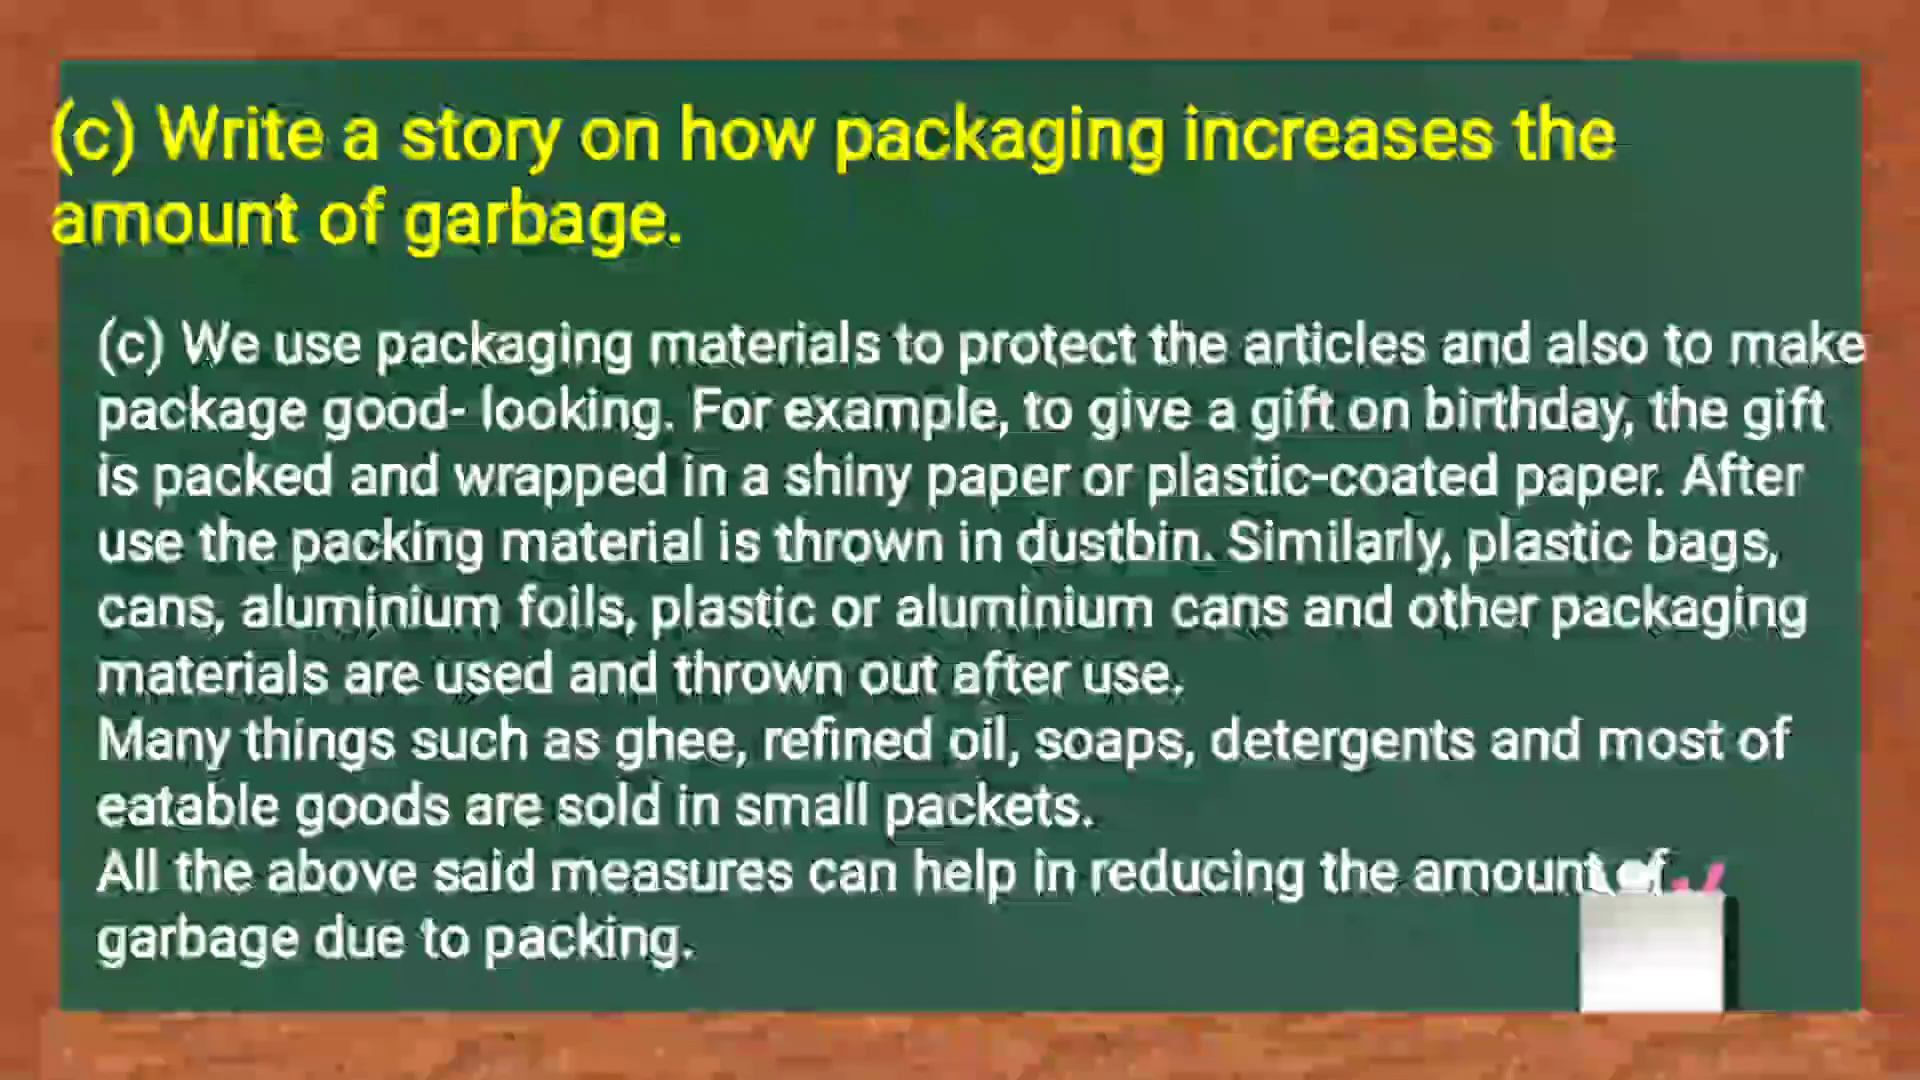 (c) Write a story on how packaging increases the
amount of garbage.
(c) We use packaging materials to protect the articles and also to make
package good- looking. For example, to give a gift on birthday, the gift
is packed and wrapped in a shiny paper or plastic-coated paper. After
use the packing material is thrown in dustbin. Similarly, plastic bags,
cans, aluminium foils, plastic or aluminium cans and other packaging
materials are used and thrown out after use.
Many things such as ghee, refined oil, soaps, detergents and most of
eatable goods are sold in small packets.
All the above said measures can help in reducing the amount of
garbage due to packing.